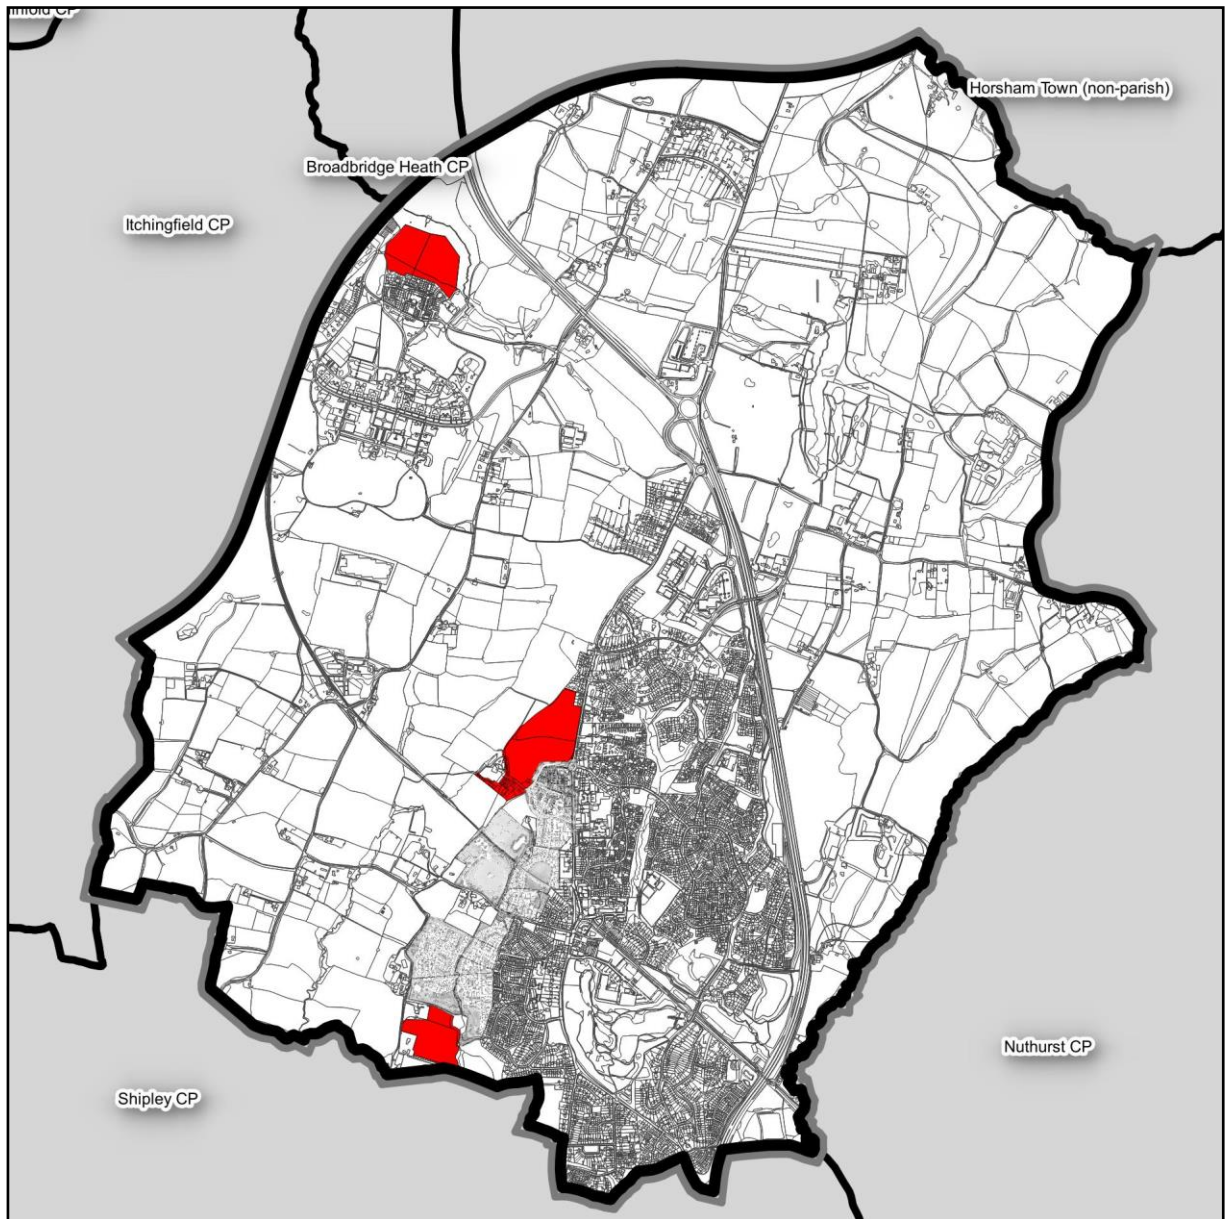 Horsham Town (non-parish)
Broadbridge Heath CP
Itchingfield CP
Nuthurst CP
Shipley CP